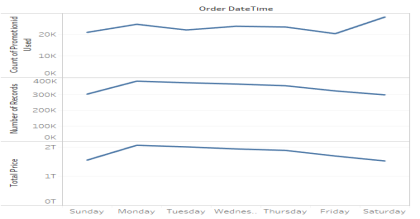 Order DateTime
Count of PromotionId
Used
20K
10K
0K
Number of Records
400K
300K
200K
100K
0K
Total Price
2T
1T
0T
Sunday Monday Tuesday Wednes.. Thursday Friday Saturday